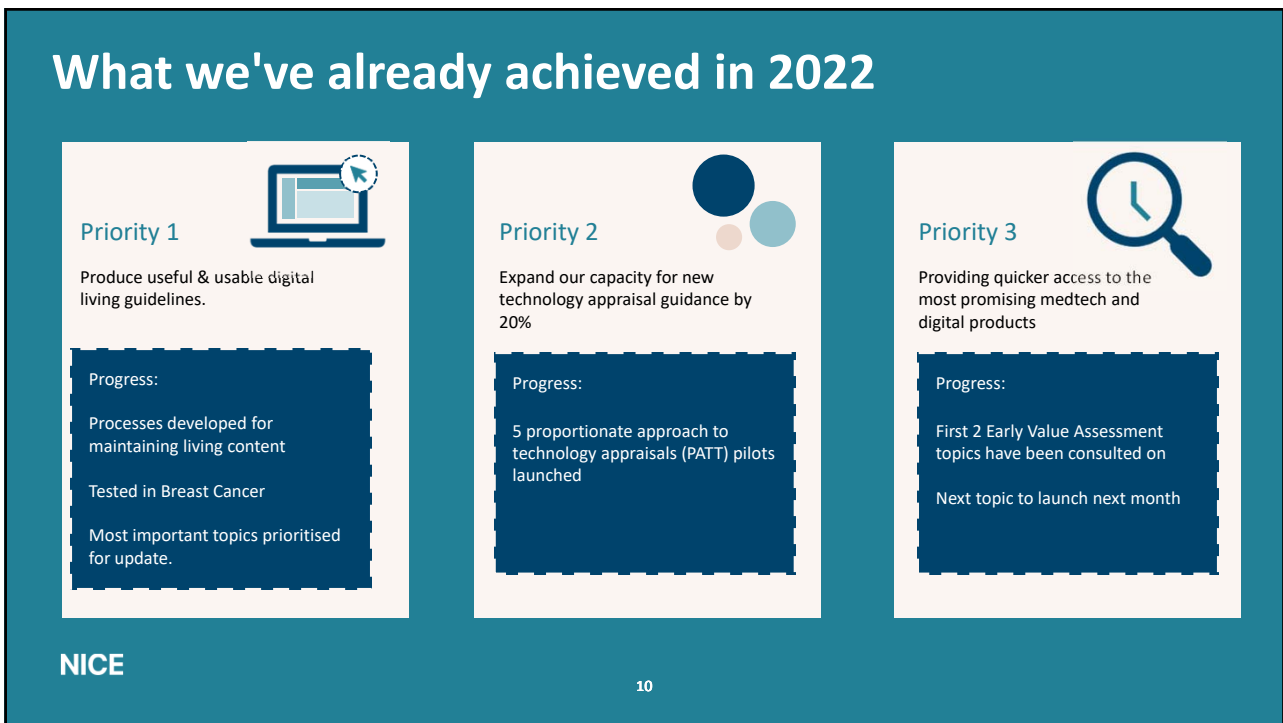 What we've already achieved in 2022
Priority 1
Produce useful & usable digital
living guidelines.
Progress:
Processes developed for
maintaining living content
Tested in Breast Cancer
Most important topics prioritised
for update.
Priority 2
Expand our capacity for new
technology appraisal guidance by
20%
Progress:
5 proportionate approach to
technology appraisals (PATT) pilots
launched
Priority 3
Providing quicker access to the
most promising medtech and
digital products
Progress:
First 2 Early Value Assessment
topics have been consulted on
Next topic to launch next month
NICE
10